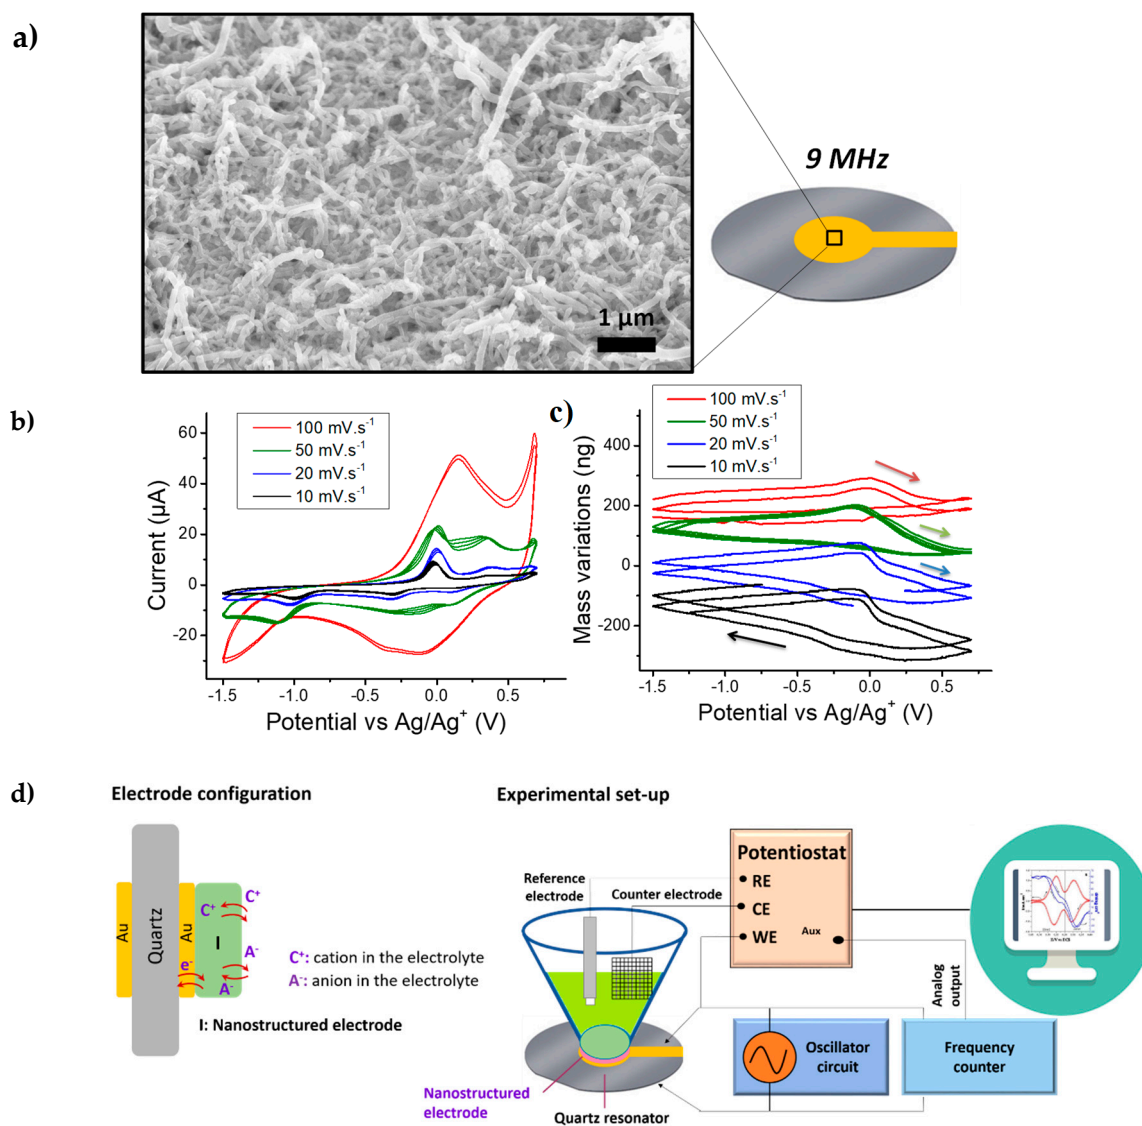 a)
9 MHz
1 µm
b)
100 mV.s⁻¹
50 mV.s⁻¹
20 mV.s⁻¹
10 mV.s⁻¹
60
40
20
0
-20
Current (µA)
-1.5
-1.0
-0.5
0.0
0.5
Potential vs Ag/Ag⁺ (V)
c)
100 mV.s⁻¹
50 mV.s⁻¹
20 mV.s⁻¹
10 mV.s⁻¹
400
200
0
-200
Mass variations (ng)
-1.5
-1.0
-0.5
0.0
0.5
Potential vs Ag/Ag⁺ (V)
d)
Electrode configuration
Au
Quartz
Au
I
C⁺
C⁺
A⁻
A⁻
e⁻
C⁺: cation in the electrolyte
A⁻: anion in the electrolyte
I: Nanostructured electrode
Experimental set-up
Reference
electrode
Counter electrode
Potentiostat
RE
CE
WE
Aux
Analog
output
Oscillator
circuit
Frequency
counter
Nanostructured
electrode
Quartz resonator